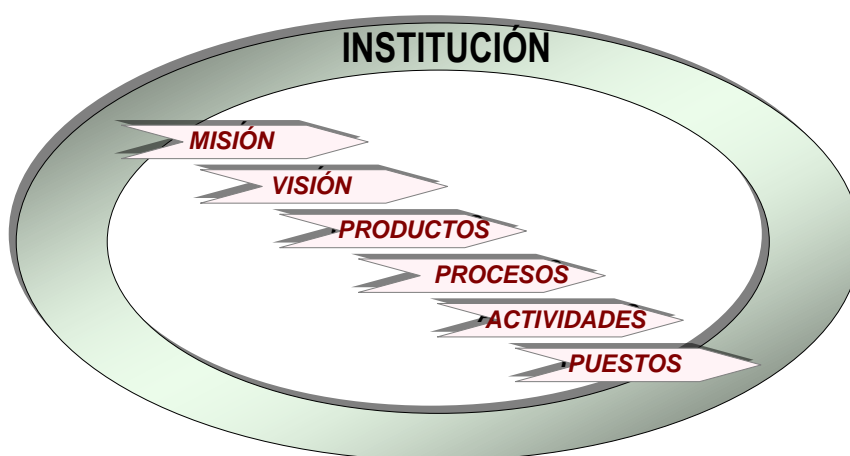 INSTITUCIÓN
MISIÓN
VISIÓN
PRODUCTOS
PROCESOS
ACTIVIDADES
PUESTOS